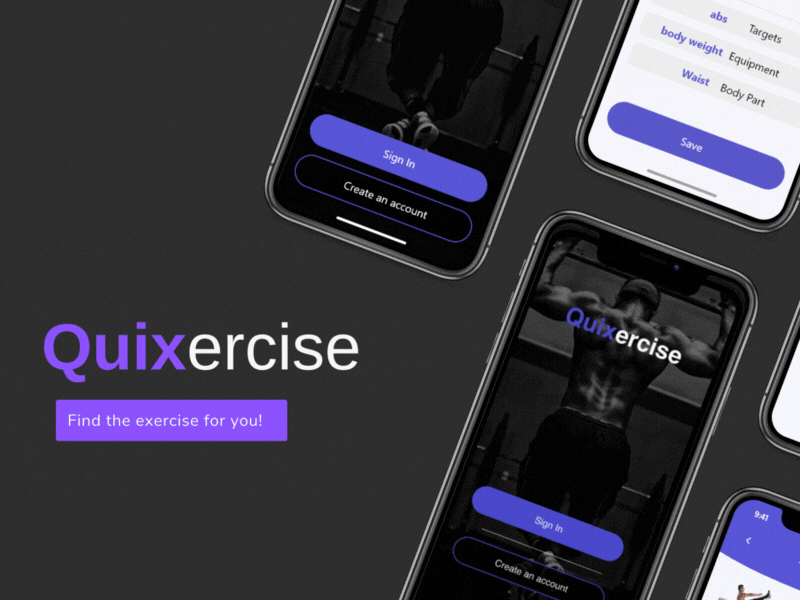 abs Targets
body weight Equipment
Waist Body Part
Save
Sign In
Create an account
Quixercise
Quixercise
Find the exercise for you!
Sign In
Create an account
9:41